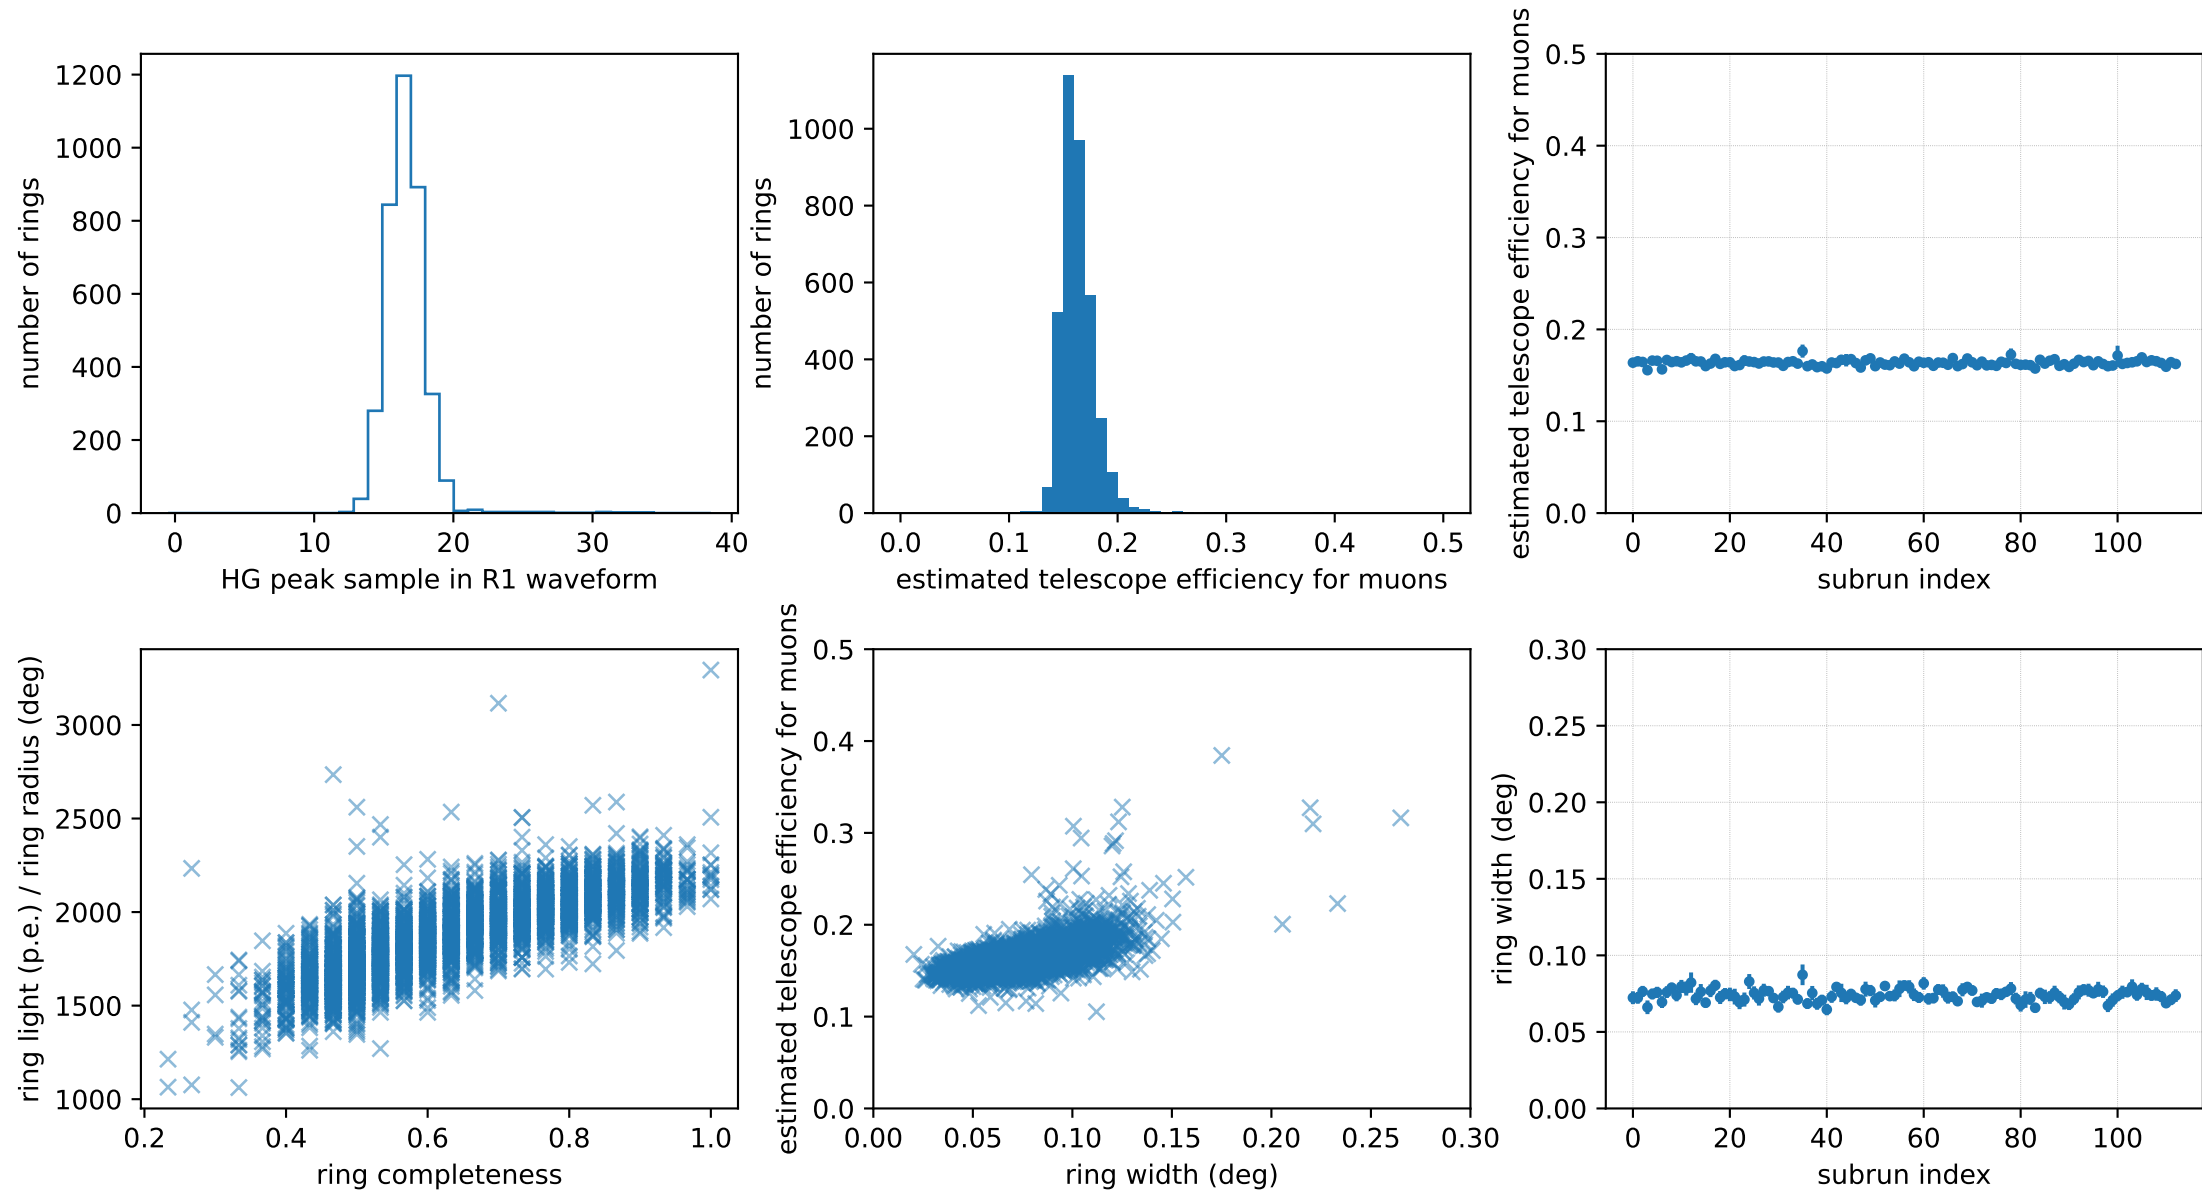 number of rings
1200
1000
800
600
400
200
0
0 10 20 30 40
HG peak sample in R1 waveform
number of rings
1000
800
600
400
200
0
0.0 0.1 0.2 0.3 0.4 0.5
estimated telescope efficiency for muons
estimated telescope efficiency for muons
0.5
0.4
0.3
0.2
0.1
0.0
0 20 40 60 80 100
subrun index
ring light (p.e.) / ring radius (deg)
3000
2500
2000
1500
1000
0.2 0.4 0.6 0.8 1.0
ring completeness
estimated telescope efficiency for muons
0.5
0.4
0.3
0.2
0.1
0.0
0.00 0.05 0.10 0.15 0.20 0.25 0.30
ring width (deg)
ring width (deg)
0.30
0.25
0.20
0.15
0.10
0.05
0.00
0 20 40 60 80 100
subrun index